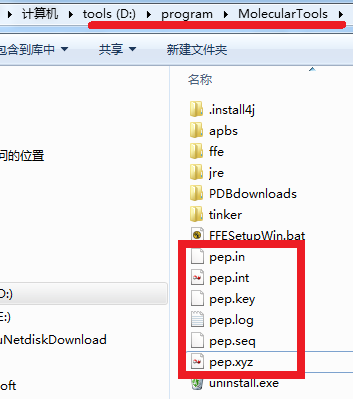 计算机 ▸ tools (D:) ▸ program ▸ MolecularTools ▸
包含到库中 ▾ 共享 ▾ 新建文件夹
名称
.install4j
apbs
问的位置
ffe
jre
PDBdownloads
tinker
FFESetupWin.bat
pep.in
pep.int
D:)
pep.key
E:)
pep.log
uNetdiskDownload
pep.seq
pep.xyz
soft
uninstall.exe